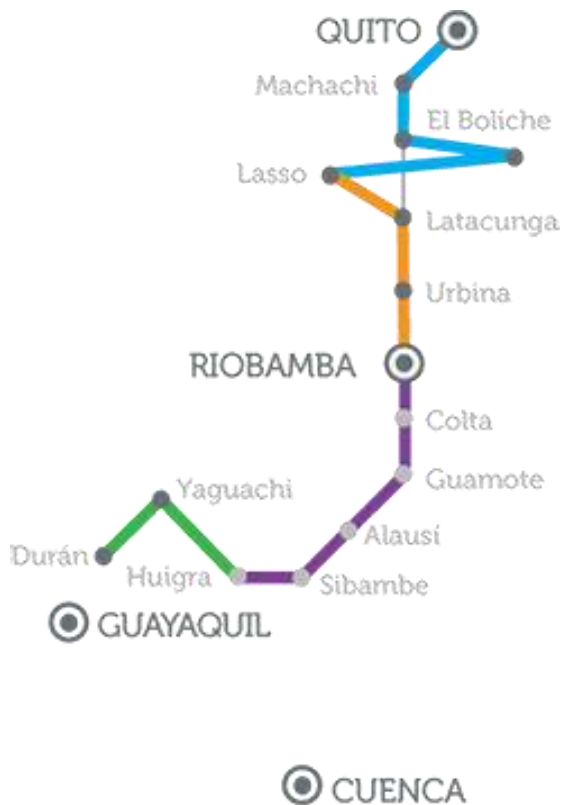 QUITO
Machachi
El Boliche
Lasso
Latacunga
Urbina
RIOBAMBA
Colta
Guamote
Yaguachi
Alausí
Durán
Huigra
Sibambe
GUAYAQUIL
CUENCA